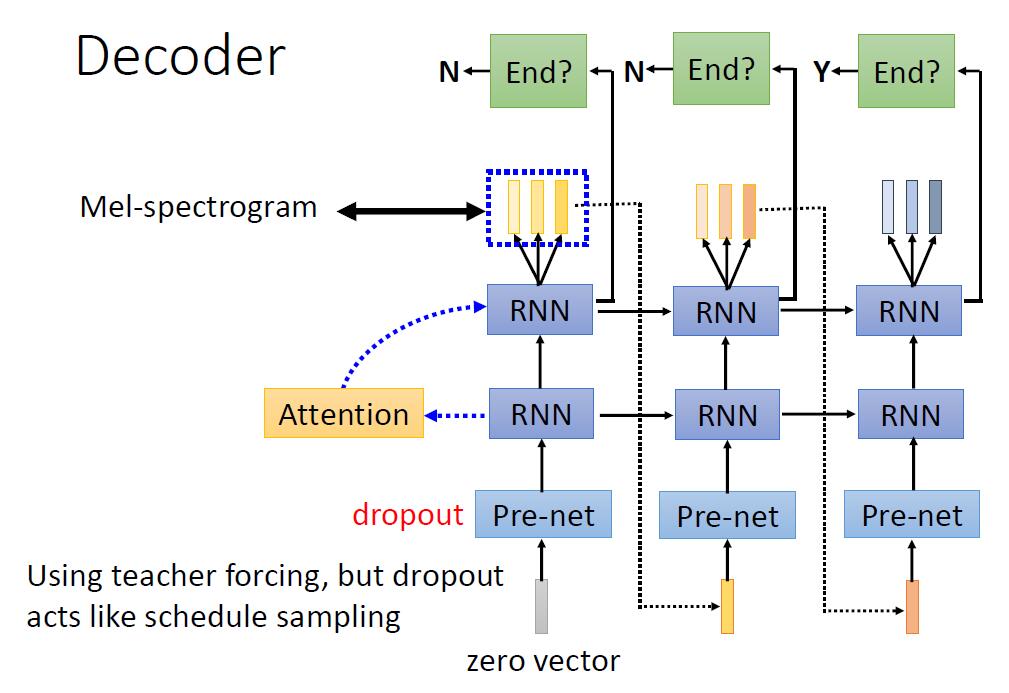 Decoder
N
End?
N
End?
Y
End?
Mel-spectrogram
RNN
RNN
RNN
Attention
RNN
RNN
RNN
dropout
Pre-net
Pre-net
Pre-net
Using teacher forcing, but dropout
acts like schedule sampling
zero vector